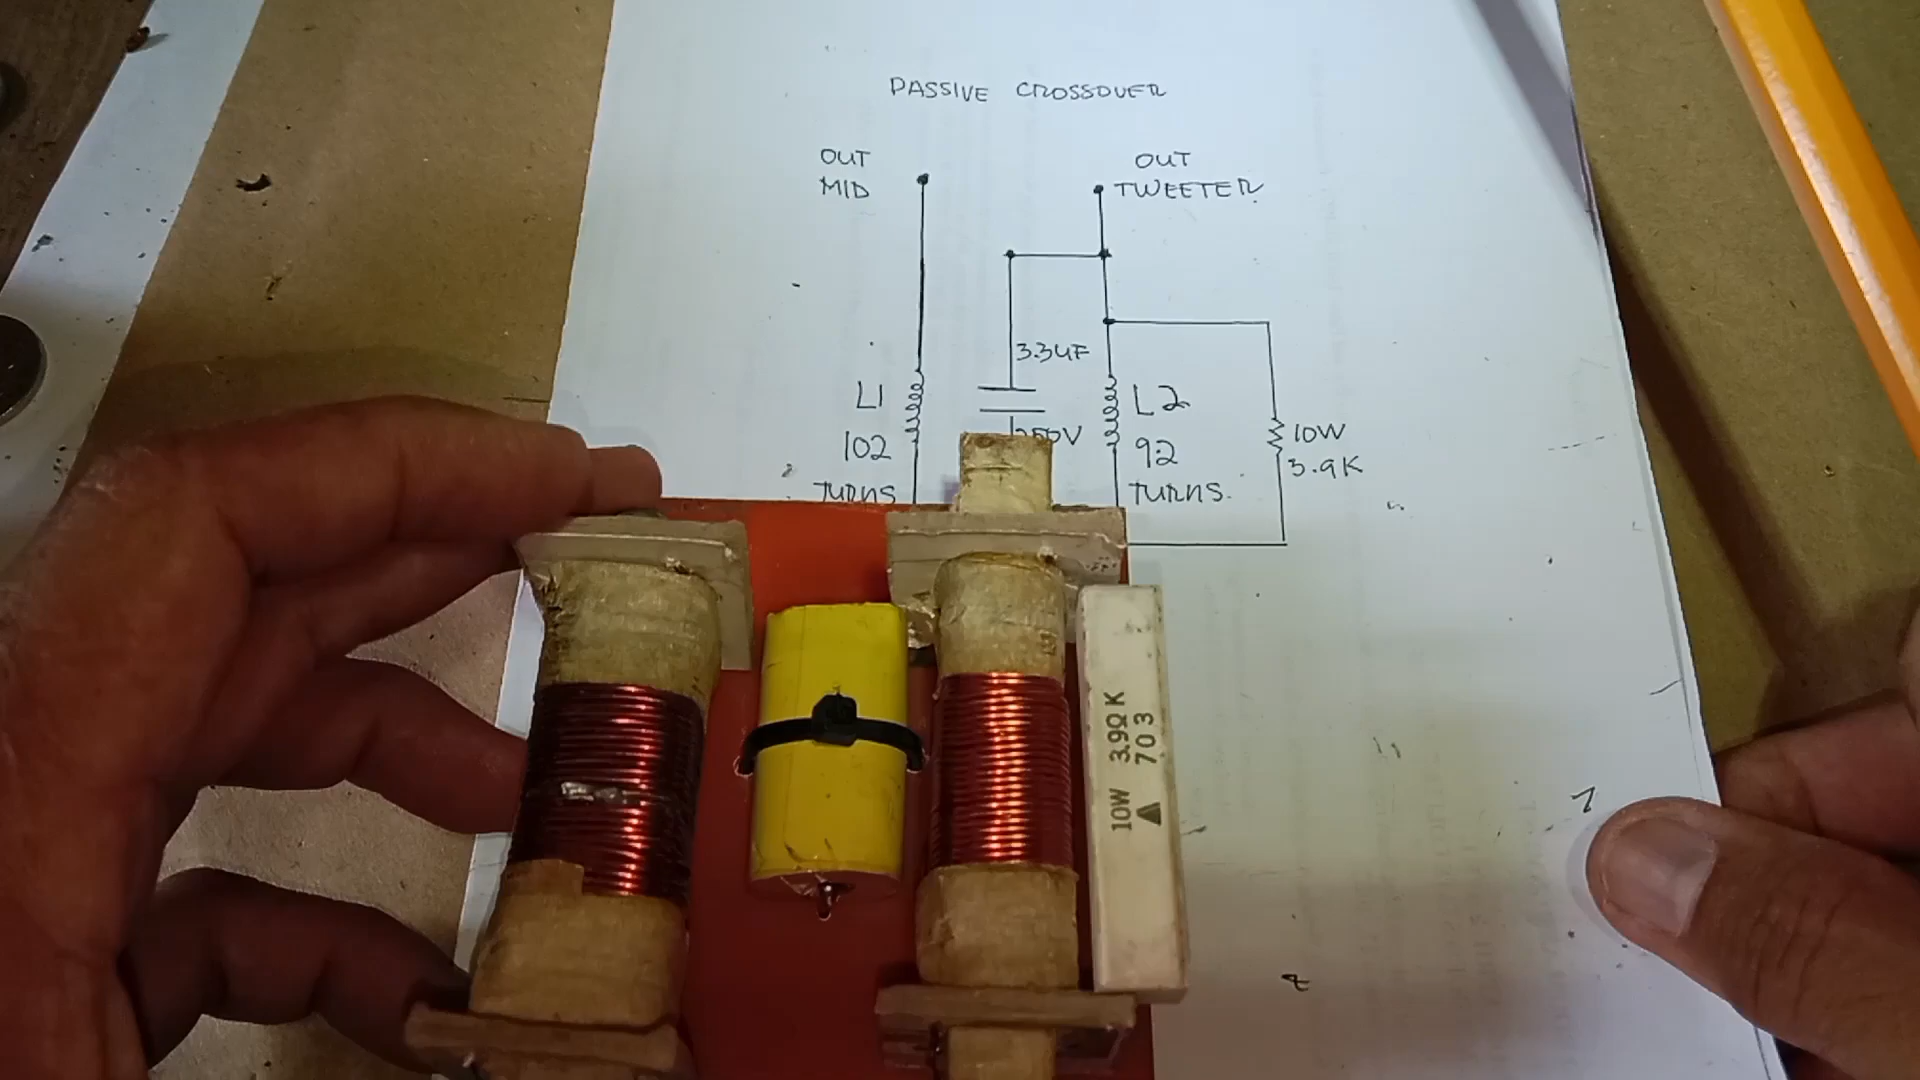 PASSIVE CROSSOVER
OUT
MID
OUT
TWEETER
3.3UF
250V
L1
102
TURNS
L2
92
TURNS.
10W
3.9K
10W 3.9Ω K
703